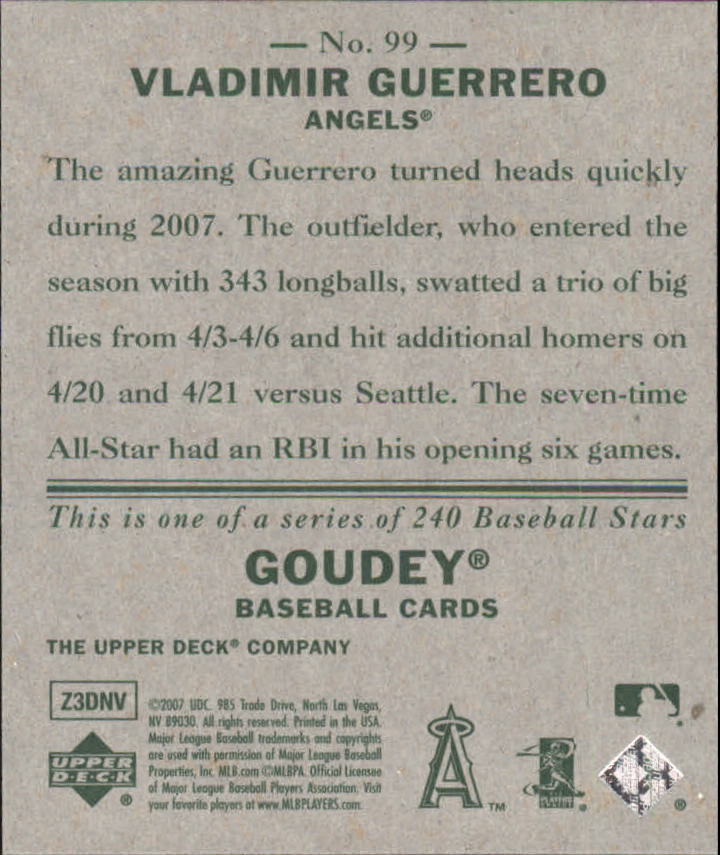 — No. 99 —
VLADIMIR GUERRERO
ANGELS®
The amazing Guerrero turned heads quickly
during 2007. The outfielder, who entered the
season with 343 longballs, swatted a trio of big
flies from 4/3-4/6 and hit additional homers on
4/20 and 4/21 versus Seattle. The seven-time
All-Star had an RBI in his opening six games.
This is one of a series of 240 Baseball Stars
GOUDEY®
BASEBALL CARDS
THE UPPER DECK® COMPANY
Z3DNV
©2007 UDC. 985 Trade Drive, North Las Vegas,
NV 89030. All rights reserved. Printed in the USA.
Major League Baseball trademarks and copyrights
are used with permission of Major League Baseball
Properties, Inc. MLB.com ©MLBPA. Official Licensee
of Major League Baseball Players Association. Visit
your favorite players at www.MLBPLAYERS.com.
UPPER
D·E·C·K
®
A
TM
®
®